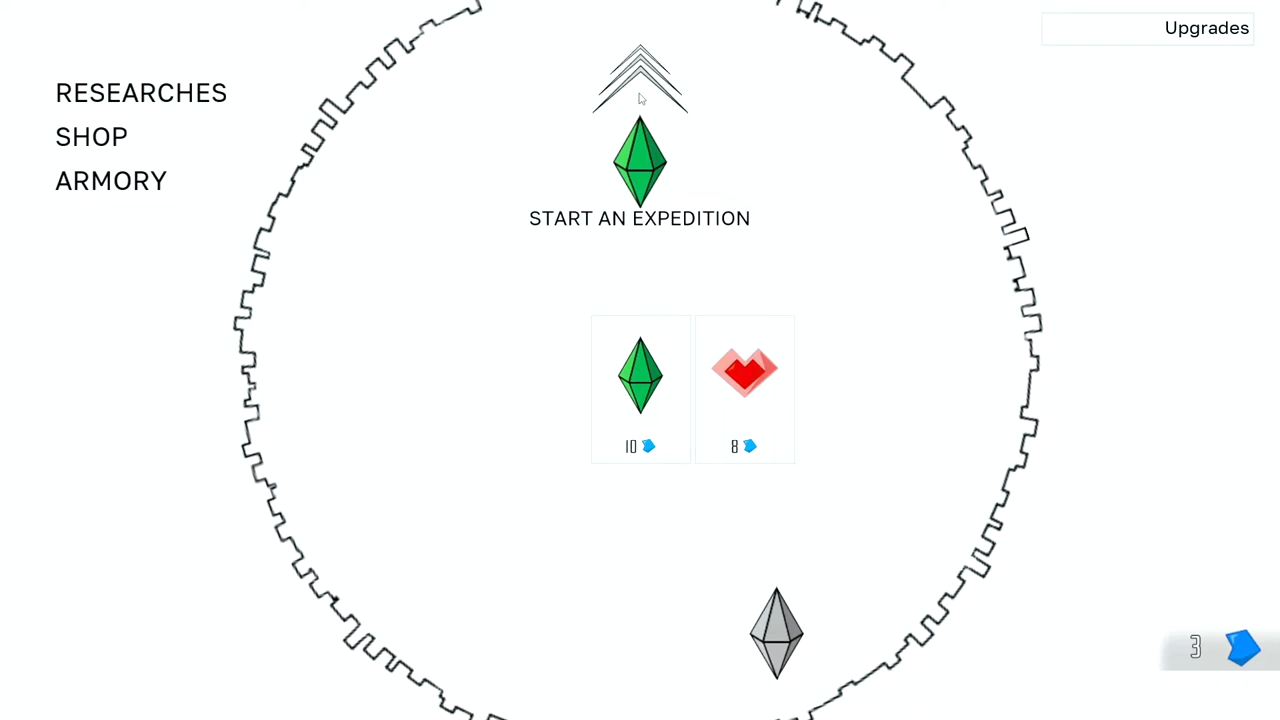 Upgrades
RESEARCHES
SHOP
ARMORY
START AN EXPEDITION
10
8
3